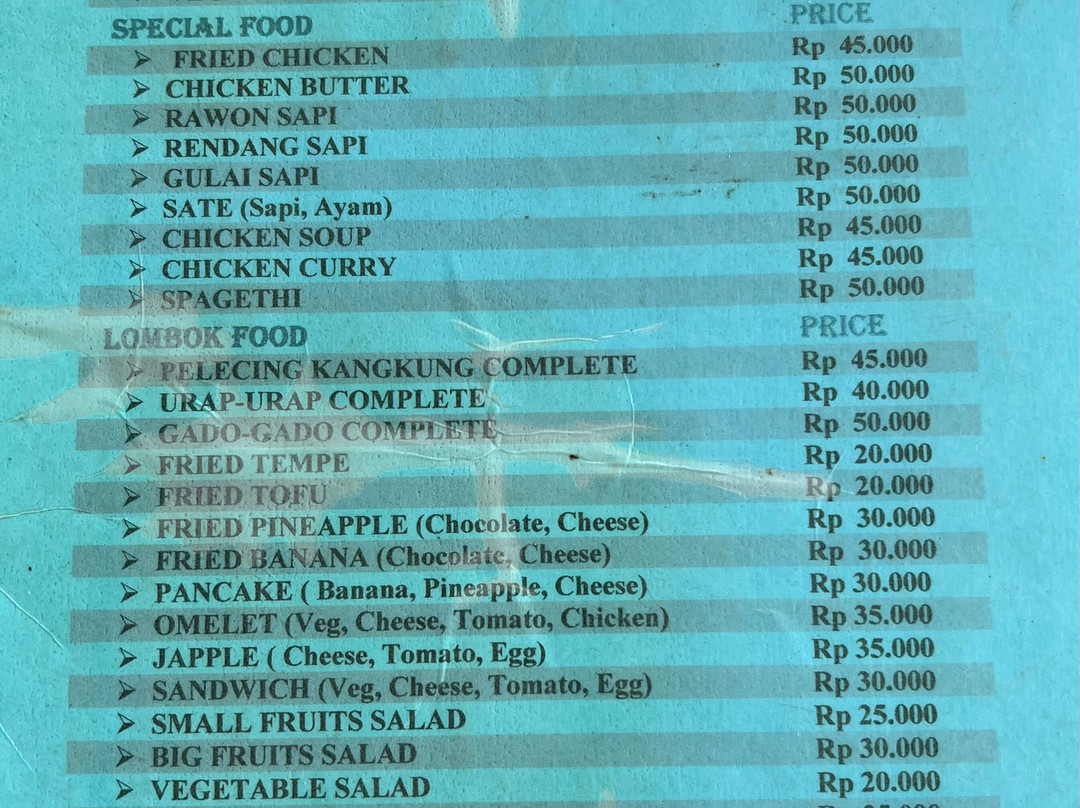 SPECIAL FOOD PRICE
➢ FRIED CHICKEN Rp 45.000
➢ CHICKEN BUTTER Rp 50.000
➢ RAWON SAPI Rp 50.000
➢ RENDANG SAPI Rp 50.000
➢ GULAI SAPI Rp 50.000
➢ SATE (Sapi, Ayam) Rp 50.000
➢ CHICKEN SOUP Rp 45.000
➢ CHICKEN CURRY Rp 45.000
➢ SPAGETHI Rp 50.000
LOMBOK FOOD PRICE
➢ PELECING KANGKUNG COMPLETE Rp 45.000
➢ URAP-URAP COMPLETE Rp 40.000
➢ GADO-GADO COMPLETE Rp 50.000
➢ FRIED TEMPE Rp 20.000
➢ FRIED TOFU Rp 20.000
➢ FRIED PINEAPPLE (Chocolate, Cheese) Rp 30.000
➢ FRIED BANANA (Chocolate, Cheese) Rp 30.000
➢ PANCAKE ( Banana, Pineapple, Cheese) Rp 30.000
➢ OMELET (Veg, Cheese, Tomato, Chicken) Rp 35.000
➢ JAPPLE ( Cheese, Tomato, Egg) Rp 35.000
➢ SANDWICH (Veg, Cheese, Tomato, Egg) Rp 30.000
➢ SMALL FRUITS SALAD Rp 25.000
➢ BIG FRUITS SALAD Rp 30.000
➢ VEGETABLE SALAD Rp 20.000